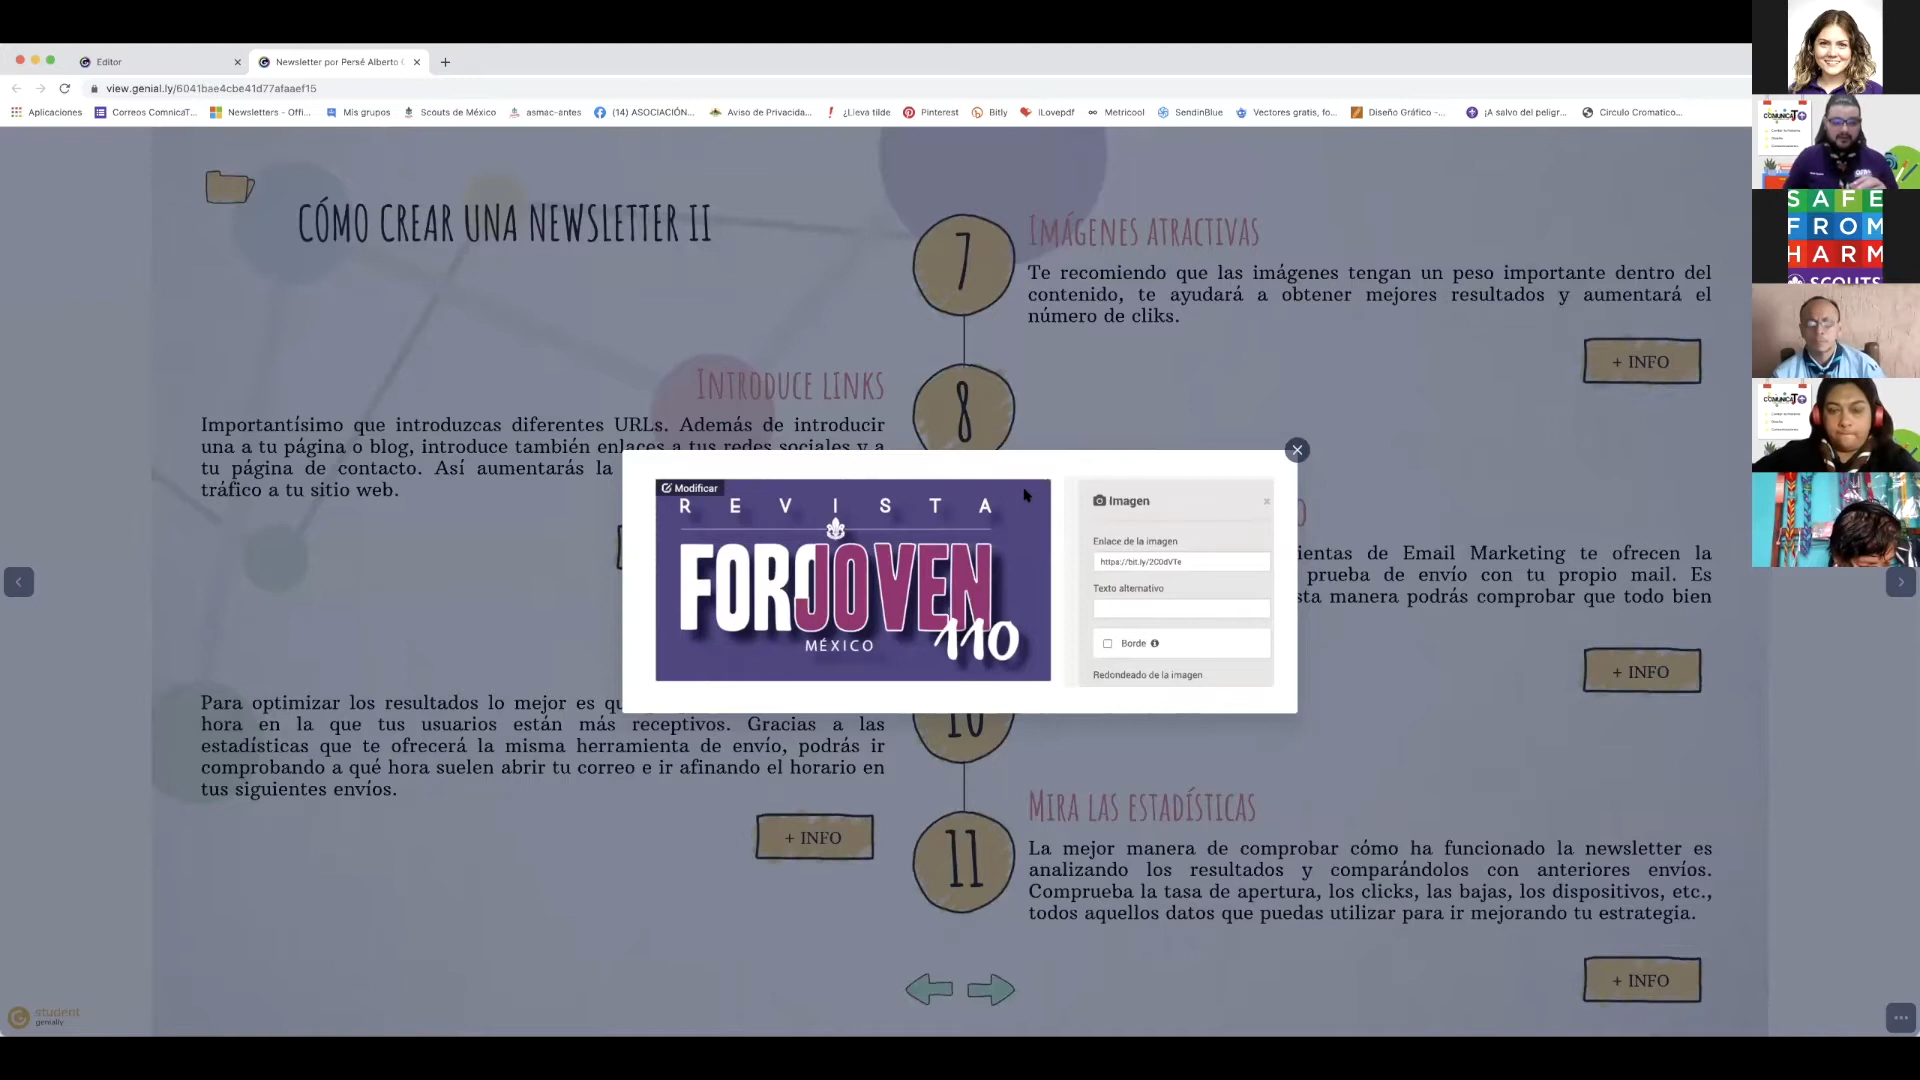 Editor
Newsletter por Persé Alberto
view.genial.ly/6041bae4cbe41d77afaaef15
Aplicaciones
Correos ComnicaT...
Newsletters - Offi...
Mis grupos
Scouts de México
asmac-antes
(14) ASOCIACIÓN...
Aviso de Privacida...
¿Lleva tilde
Pinterest
Bitly
iLovepdf
Metricool
SendinBlue
Vectores gratis, fo...
Diseño Gráfico -...
¡A salvo del peligr...
Circulo Cromatico...
CÓMO CREAR UNA NEWSLETTER II
7
IMÁGENES ATRACTIVAS
Te recomiendo que las imágenes tengan un peso importante dentro del
contenido, te ayudará a obtener mejores resultados y aumentará el
número de cliks.
+ INFO
INTRODUCE LINKS
8
Importantísimo que introduzcas diferentes URLs. Además de introducir
una a tu página o blog, introduce también enlaces a tus redes sociales y a
tu página de contacto. Así aumentarás la
tráfico a tu sitio web.
Modificar
REVISTA
FOROJOVEN
MÉXICO
110
Imagen
Enlace de la imagen
https://bit.ly/2C0dVTe
Texto alternativo
Borde
Redondeado de la imagen
ientas de Email Marketing te ofrecen la
prueba de envío con tu propio mail. Es
sta manera podrás comprobar que todo bien
+ INFO
10
Para optimizar los resultados lo mejor es qu
hora en la que tus usuarios están más receptivos. Gracias a las
estadísticas que te ofrecerá la misma herramienta de envío, podrás ir
comprobando a qué hora suelen abrir tu correo e ir afinando el horario en
tus siguientes envíos.
+ INFO
11
MIRA LAS ESTADÍSTICAS
La mejor manera de comprobar cómo ha funcionado la newsletter es
analizando los resultados y comparándolos con anteriores envíos.
Comprueba la tasa de apertura, los clicks, las bajas, los dispositivos, etc.,
todos aquellos datos que puedas utilizar para ir mejorando tu estrategia.
+ INFO
student
genially
COMUNICA
SAFE
FROM
HARM
SCOUTS
COMUNICA